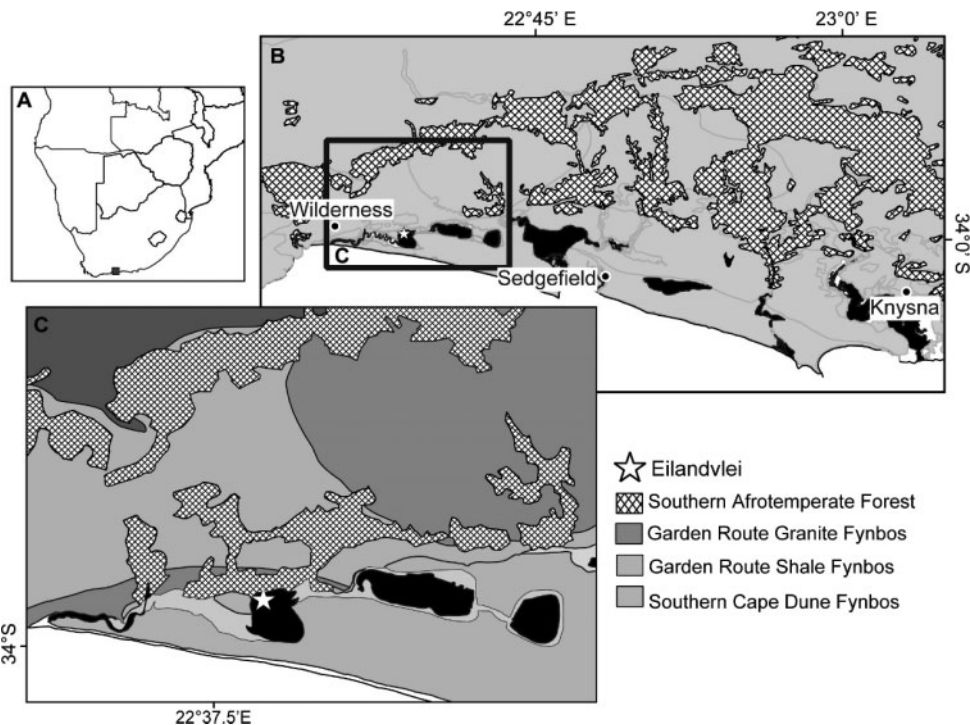 22°45' E
23°0' E
B
A
Wilderness
34°0' S
C
Sedgefield
Knysna
C
Eilandvlei
Southern Afrotemperate Forest
Garden Route Granite Fynbos
Garden Route Shale Fynbos
Southern Cape Dune Fynbos
34°S
22°37.5'E